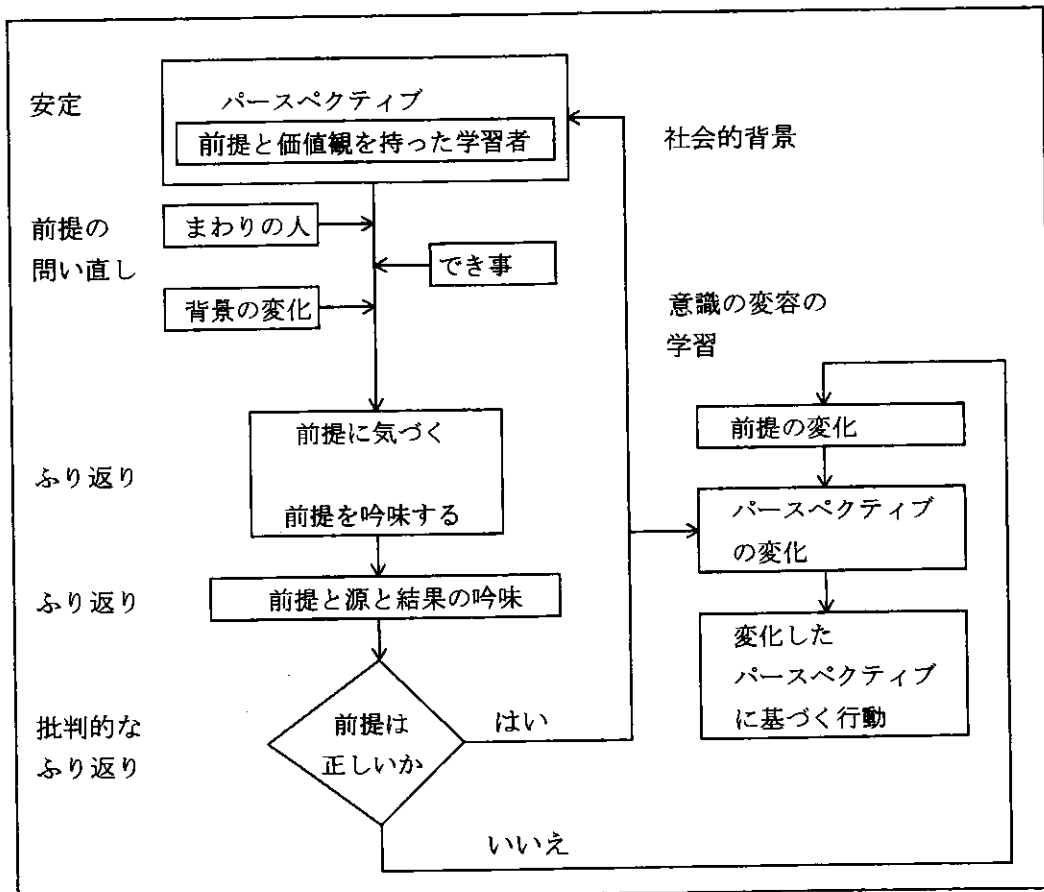 安定
パースペクティブ
前提と価値観を持った学習者
社会的背景
前提の
問い直し
まわりの人
でき事
背景の変化
意識の変容の
学習
前提の変化
ふり返り
前提に気づく
前提を吟味する
パースペクティブ
の変化
ふり返り
前提と源と結果の吟味
変化した
パースペクティブ
に基づく行動
批判的な
ふり返り
前提は
正しいか
はい
いいえ